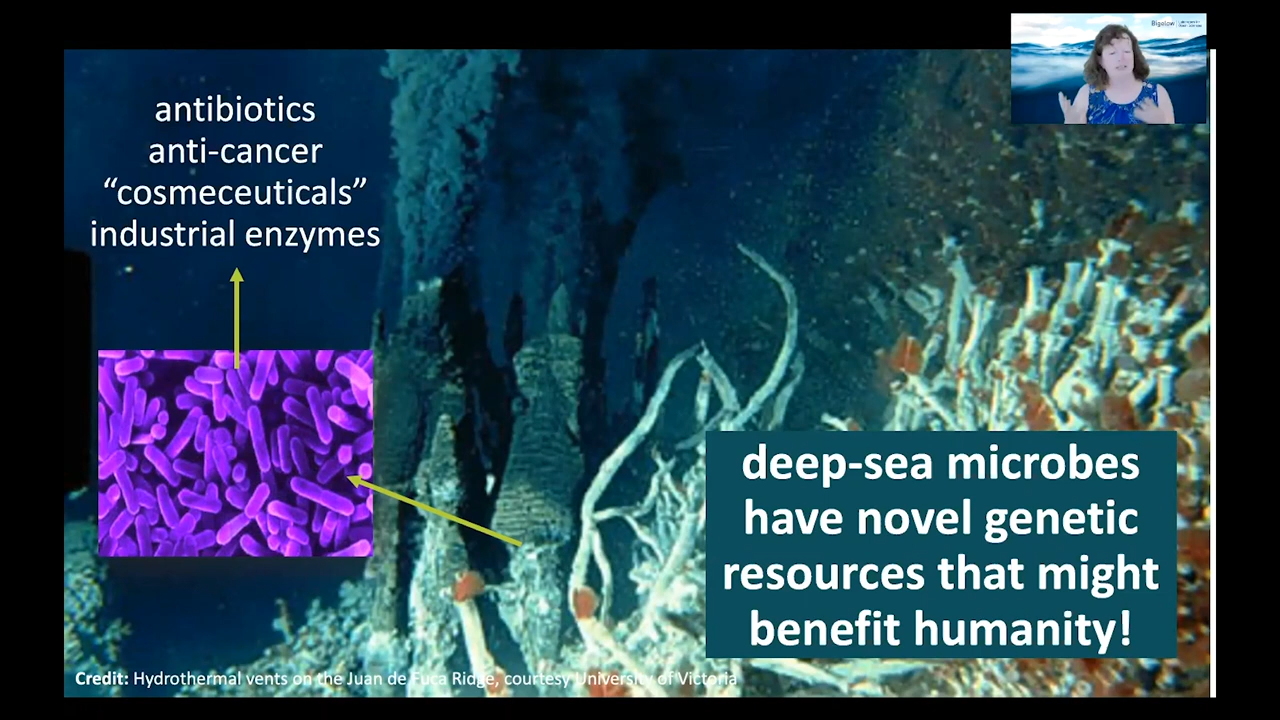 Bigelow
antibiotics
anti-cancer
“cosmeceuticals”
industrial enzymes
deep-sea microbes
have novel genetic
resources that might
benefit humanity!
Credit: Hydrothermal vents on the Juan de Fuca Ridge, courtesy University of Victoria